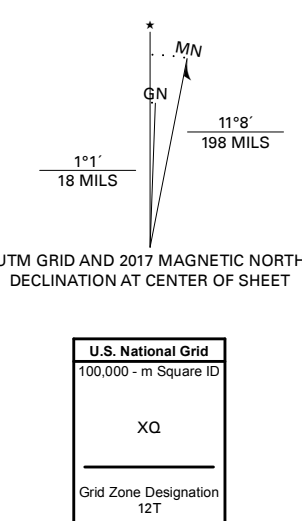 ★
MN
GN
11°8´
198 MILS
1°1´
18 MILS
UTM GRID AND 2017 MAGNETIC NORTH
DECLINATION AT CENTER OF SHEET
U.S. National Grid
100,000 - m Square ID
XQ
Grid Zone Designation
12T